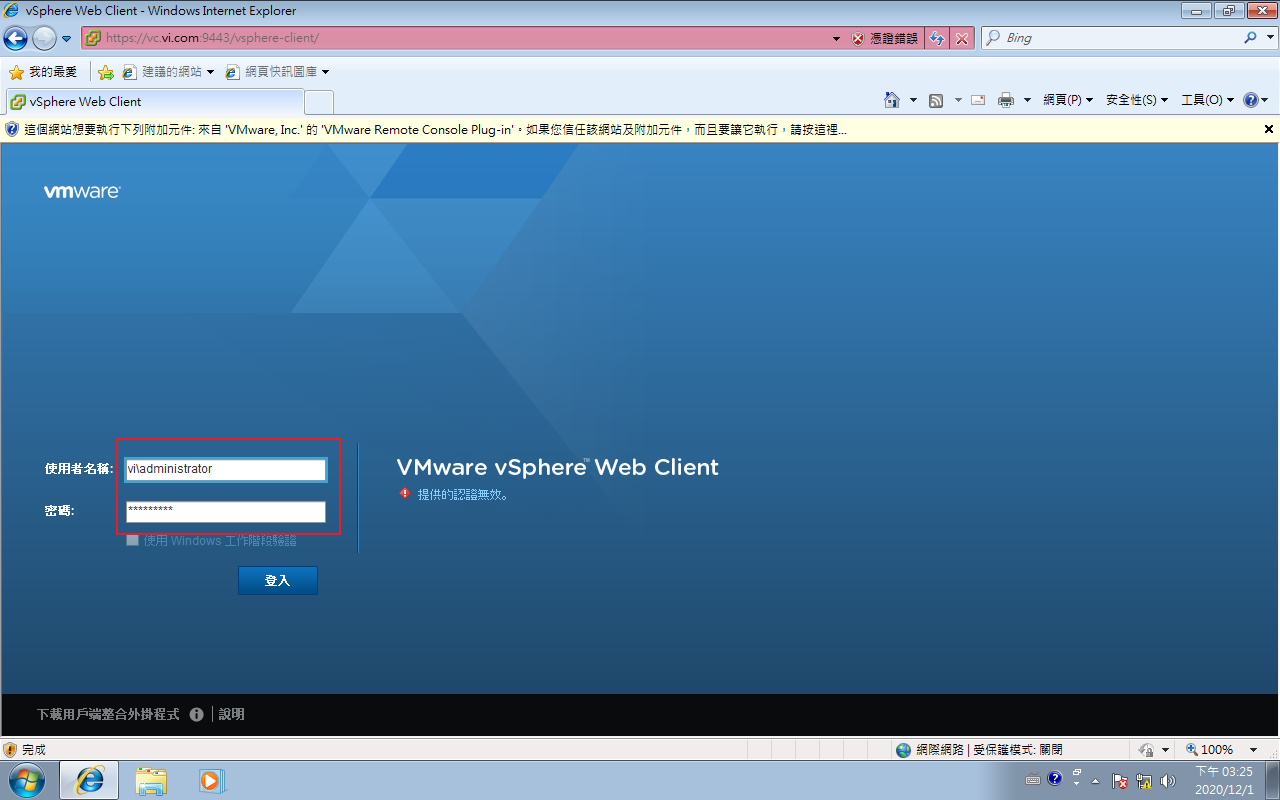 vSphere Web Client - Windows Internet Explorer
https://vc.vi.com:9443/vsphere-client/
憑證錯誤
Bing
我的最愛
建議的網站
網頁快訊圖庫
vSphere Web Client
網頁(P)
安全性(S)
工具(O)
這個網站想要執行下列附加元件: 來自 'VMware, Inc.' 的 'VMware Remote Console Plug-in'。如果您信任該網站及附加元件，而且要讓它執行，請按這裡...
vmware
使用者名稱:
vi\administrator
VMware vSphere™ Web Client
提供的認證無效。
密碼:
*********
使用 Windows 工作階段驗證
登入
下載用戶端整合外掛程式
說明
完成
網際網路 | 受保護模式: 關閉
100%
下午 03:25
2020/12/1